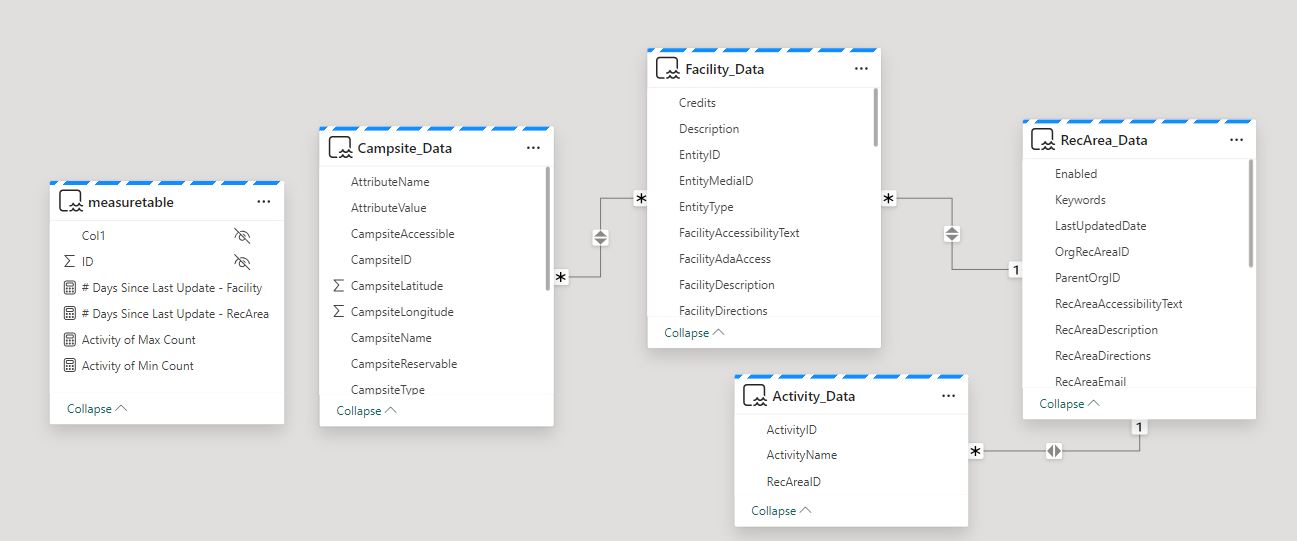 measuretable
Col1
ID
# Days Since Last Update - Facility
# Days Since Last Update - RecArea
Activity of Max Count
Activity of Min Count
Collapse
Campsite_Data
AttributeName
AttributeValue
CampsiteAccessible
CampsiteID
CampsiteLatitude
CampsiteLongitude
CampsiteName
CampsiteReservable
CampsiteType
Collapse
*
*
Facility_Data
Credits
Description
EntityID
EntityMediaID
EntityType
FacilityAccessibilityText
FacilityAdaAccess
FacilityDescription
FacilityDirections
Collapse
*
1
Activity_Data
ActivityID
ActivityName
RecAreaID
Collapse
*
1
RecArea_Data
Enabled
Keywords
LastUpdatedDate
OrgRecAreaID
ParentOrgID
RecAreaAccessibilityText
RecAreaDescription
RecAreaDirections
RecAreaEmail
Collapse